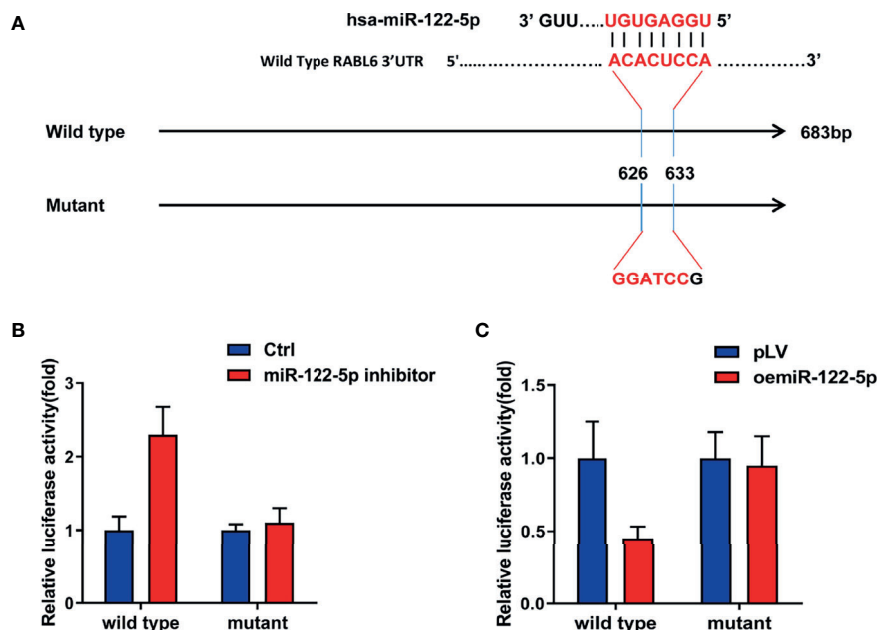 A
hsa-miR-122-5p 3’ GUU.....UGUGAGGU 5’
Wild Type RABL6 3’UTR 5’....... ..................... ACACUCCA ...............3’
Wild type 683bp
626 633
Mutant
GGATCCG
B
Ctrl
miR-122-5p inhibitor
Relative luciferase activity(fold)
3
2
1
0
wild type mutant
C
pLV
oemiR-122-5p
Relative luciferase activity(fold)
1.5
1.0
0.5
0
wild type mutant